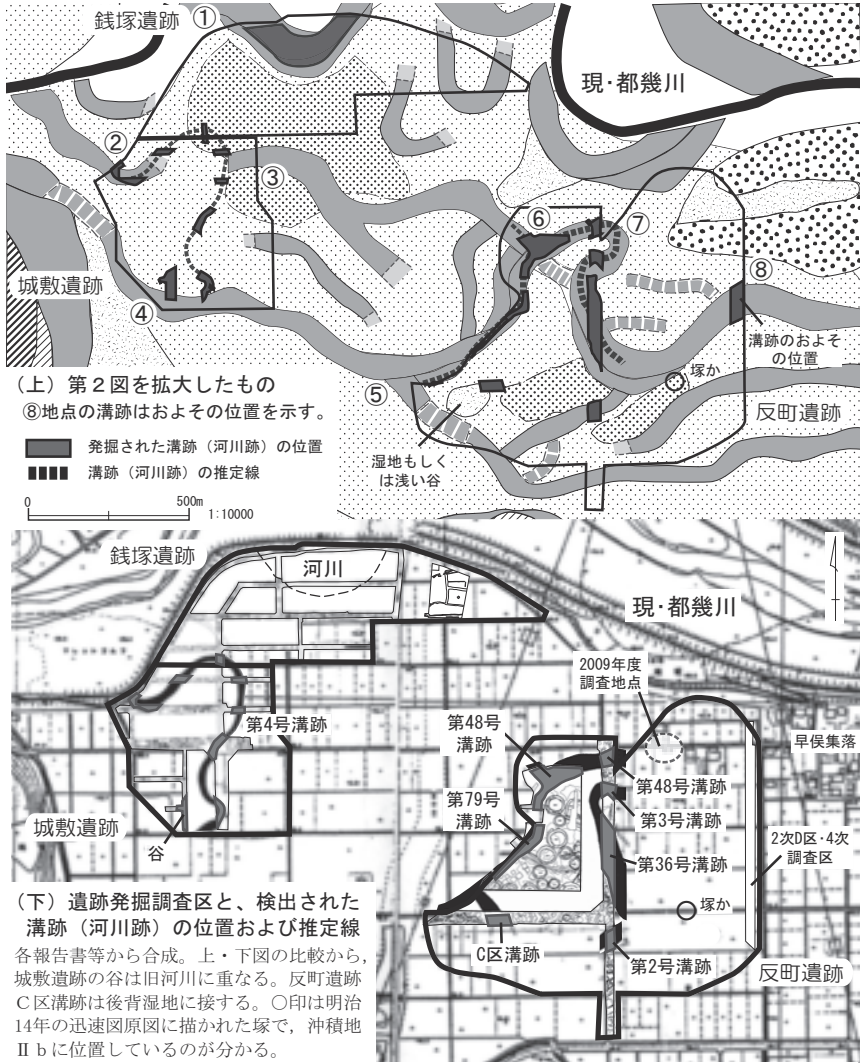 銭塚遺跡
①
現・都幾川
②
③
⑥
⑦
城敷遺跡
④
⑧
溝跡のおよそ
の位置
⑤
塚か
反町遺跡
湿地もしく
は浅い谷
(上)第2図を拡大したもの
⑧地点の溝跡はおよその位置を示す。
発掘された溝跡(河川跡)の位置
溝跡(河川跡)の推定線
0 500m
1:10000
銭塚遺跡
河川
現・都幾川
2009年度
調査地点
第4号溝跡
第48号
溝跡
早俣集落
第48号溝跡
第79号
溝跡
第3号溝跡
城敷遺跡
谷
第36号溝跡
2次D区・4次
調査区
塚か
C区溝跡
第2号溝跡
反町遺跡
(下)遺跡発掘調査区と、検出された
溝跡(河川跡)の位置および推定線
各報告書等から合成。上・下図の比較から,
城敷遺跡の谷は旧河川に重なる。反町遺跡
C区溝跡は後背湿地に接する。○印は明治
14年の迅速図原図に描かれた塚で,沖積地
Ⅱbに位置しているのが分かる。